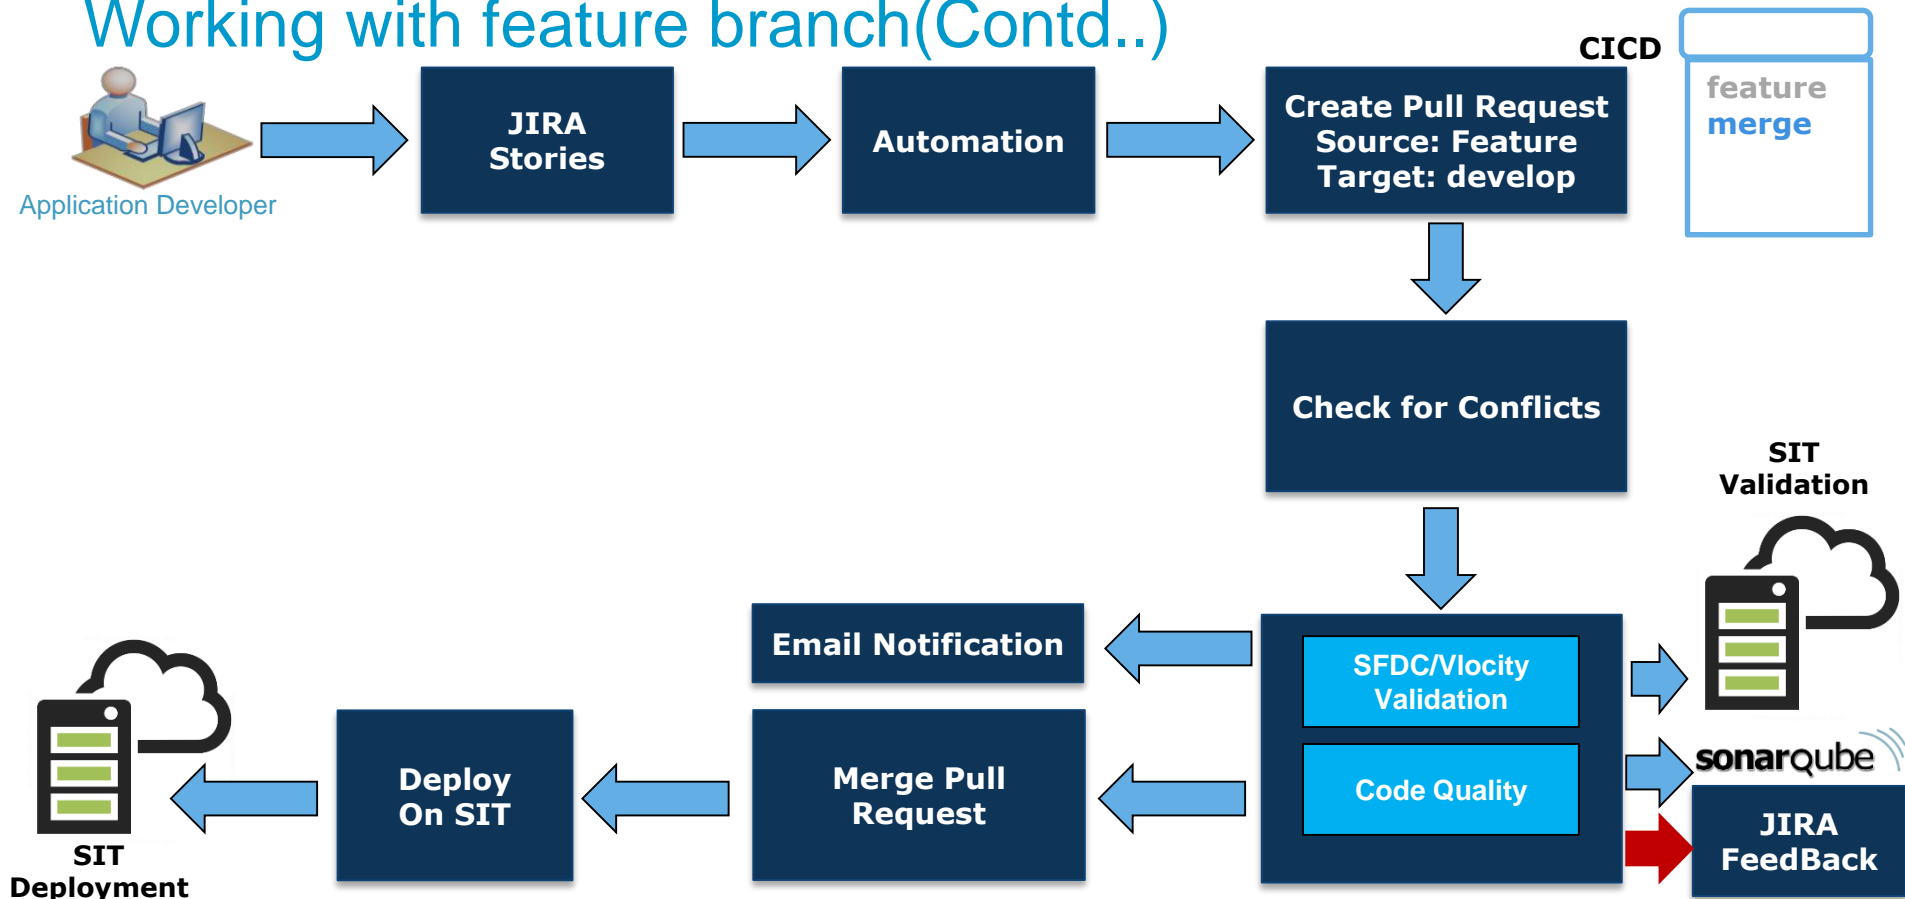 Working with feature branch(Contd..)
CICD
feature
merge
Application Developer
JIRA
Stories
Automation
Create Pull Request
Source: Feature
Target: develop
Check for Conflicts
SIT
Validation
Email Notification
SFDC/Vlocity
Validation
Code Quality
sonarqube
JIRA
FeedBack
Merge Pull
Request
Deploy
On SIT
SIT
Deployment